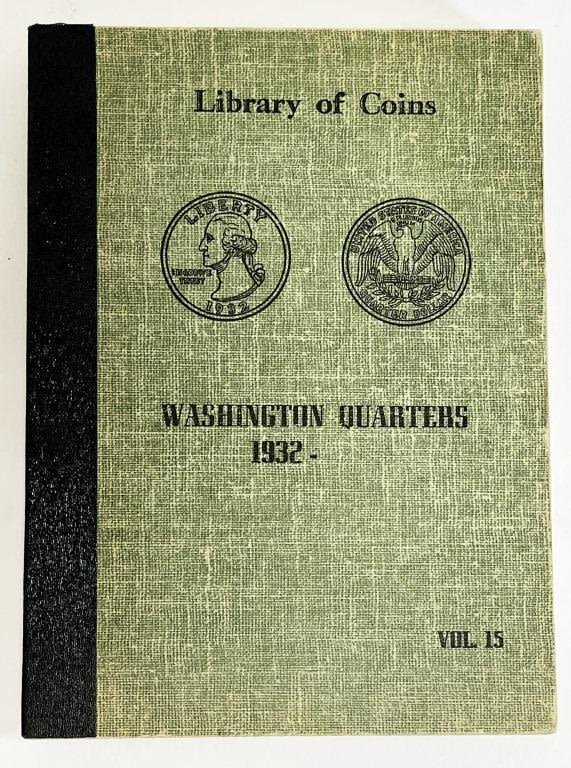 Library of Coins
LIBERTY
IN GOD WE
TRUST
1932
UNITED STATES OF AMERICA
QUARTER DOLLAR
WASHINGTON QUARTERS
1932 -
VOL. 15